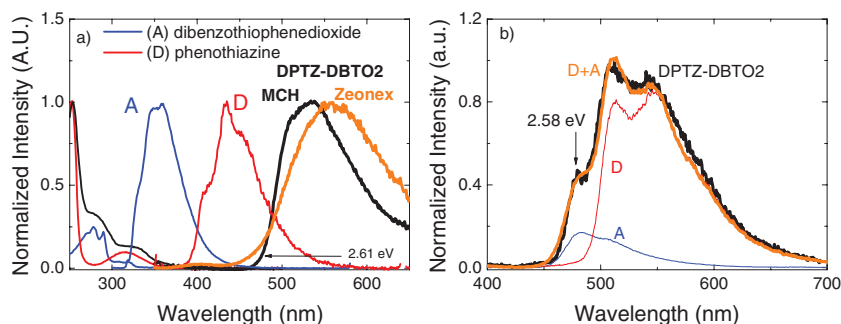 a)
(A) dibenzothiophenedioxide
(D) phenothiazine
DPTZ-DBTO2
MCH
Zeonex
A
D
2.61 eV
Normalized Intensity (A.U.)
1.0
0.5
0.0
300
400
500
600
Wavelength (nm)
b)
D+A
DPTZ-DBTO2
2.58 eV
D
A
Normalized Intensity (a.u.)
1.2
0.8
0.4
0.0
400
500
600
700
Wavelength (nm)